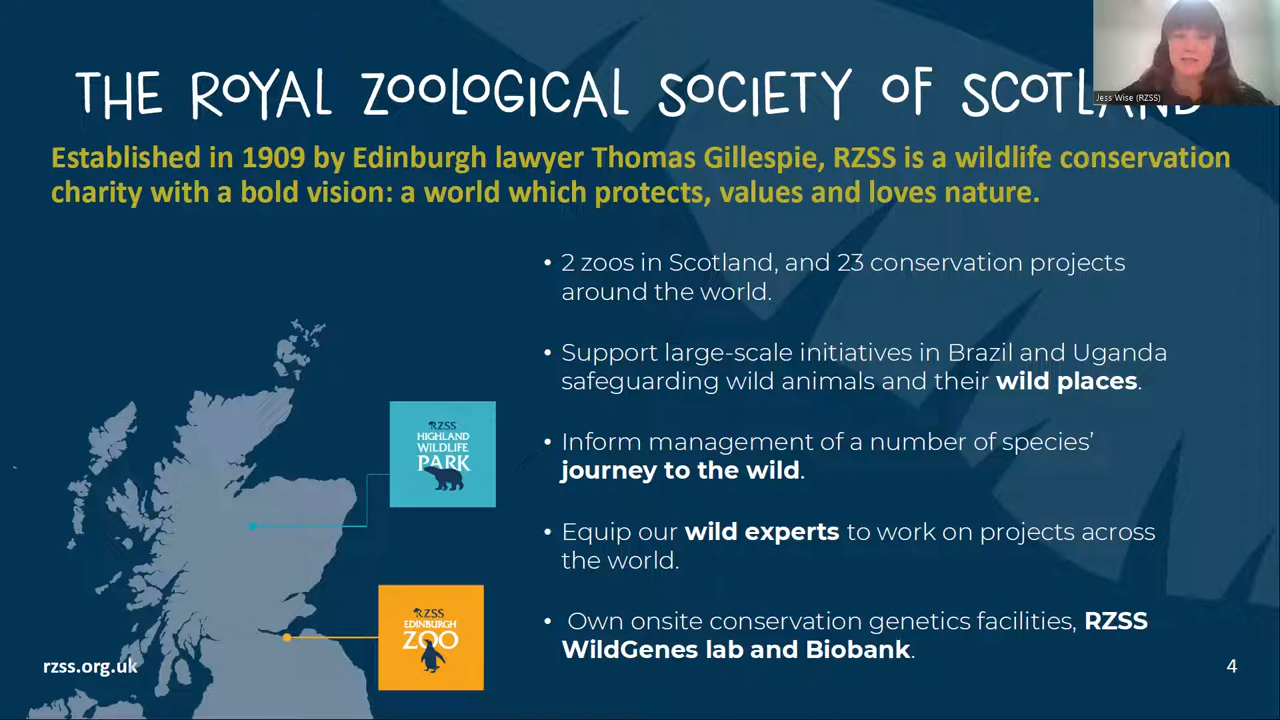 THE ROYAL ZOOLOGICAL SOCIETY OF SCOTLAND
Jess Wise (RZSS)
Established in 1909 by Edinburgh lawyer Thomas Gillespie, RZSS is a wildlife conservation
charity with a bold vision: a world which protects, values and loves nature.
• 2 zoos in Scotland, and 23 conservation projects
around the world.
• Support large-scale initiatives in Brazil and Uganda
safeguarding wild animals and their wild places.
• Inform management of a number of species’
journey to the wild.
• Equip our wild experts to work on projects across
the world.
• Own onsite conservation genetics facilities, RZSS
WildGenes lab and Biobank.
RZSS
HIGHLAND
WILDLIFE
PARK
RZSS
EDINBURGH
ZOO
rzss.org.uk
4